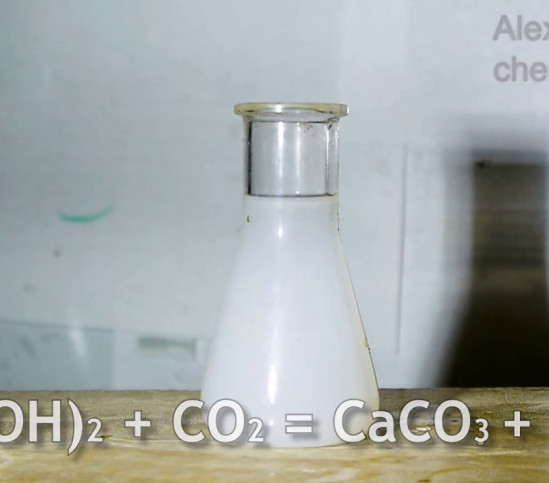 Alex
che
OH)₂ + CO₂ = CaCO₃ +